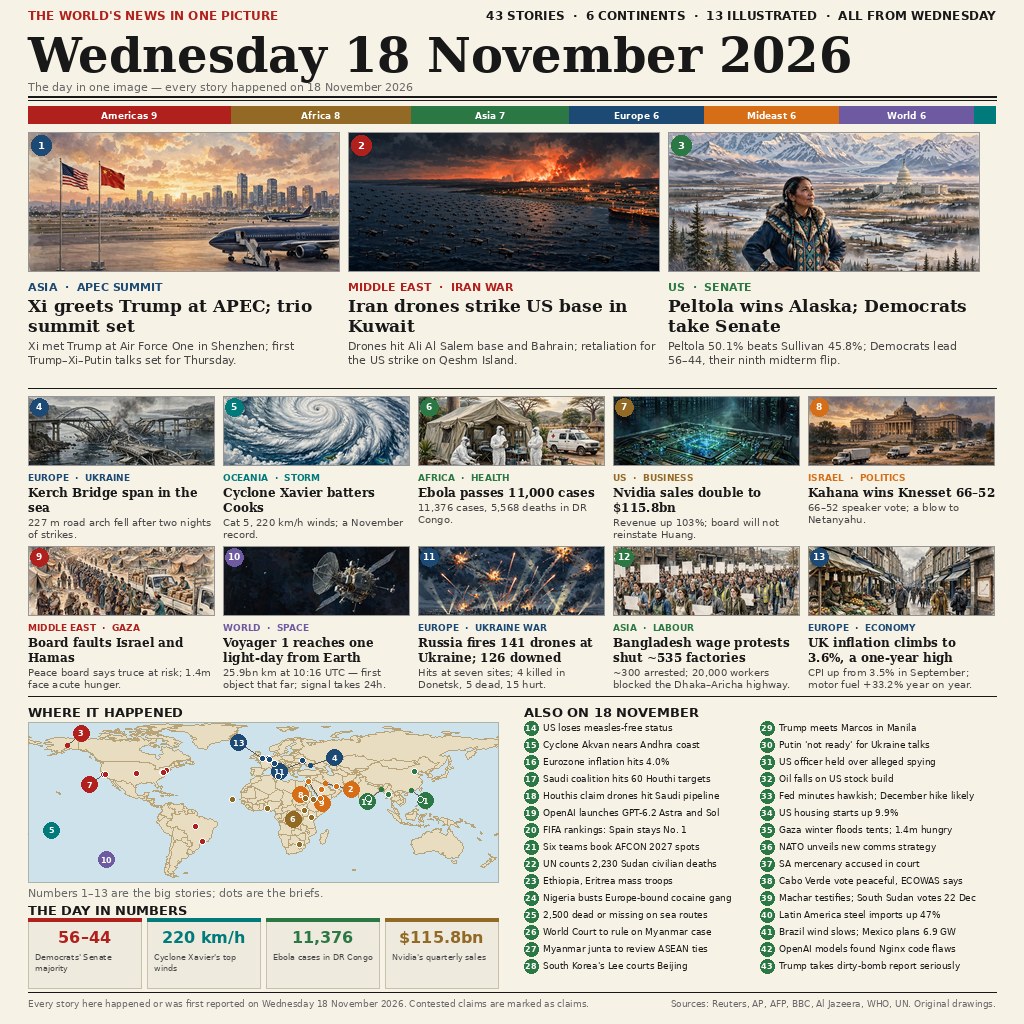 THE WORLD'S NEWS IN ONE PICTURE
43 STORIES · 6 CONTINENTS · 13 ILLUSTRATED · ALL FROM WEDNESDAY
Wednesday 18 November 2026
The day in one image — every story happened on 18 November 2026
Americas 9
Africa 8
Asia 7
Europe 6
Mideast 6
World 6
1
ASIA · APEC SUMMIT
Xi greets Trump at APEC; trio
summit set
Xi met Trump at Air Force One in Shenzhen; first
Trump–Xi–Putin talks set for Thursday.
2
MIDDLE EAST · IRAN WAR
Iran drones strike US base in
Kuwait
Drones hit Ali Al Salem base and Bahrain; retaliation for
the US strike on Qeshm Island.
3
US · SENATE
Peltola wins Alaska; Democrats
take Senate
Peltola 50.1% beats Sullivan 45.8%; Democrats lead
56–44, their ninth midterm flip.
4
EUROPE · UKRAINE
Kerch Bridge span in the
sea
227 m road arch fell after two nights
of strikes.
5
OCEANIA · STORM
Cyclone Xavier batters
Cooks
Cat 5, 220 km/h winds; a November
record.
6
AFRICA · HEALTH
Ebola passes 11,000 cases
11,376 cases, 5,568 deaths in DR
Congo.
7
US · BUSINESS
Nvidia sales double to
$115.8bn
Revenue up 103%; board will not
reinstate Huang.
8
ISRAEL · POLITICS
Kahana wins Knesset 66–52
66–52 speaker vote; a blow to
Netanyahu.
9
MIDDLE EAST · GAZA
Board faults Israel and
Hamas
Peace board says truce at risk; 1.4m
face acute hunger.
10
WORLD · SPACE
Voyager 1 reaches one
light-day from Earth
25.9bn km at 10:16 UTC — first
object that far; signal takes 24h.
11
EUROPE · UKRAINE WAR
Russia fires 141 drones at
Ukraine; 126 downed
Hits at seven sites; 4 killed in
Donetsk, 5 dead, 15 hurt.
12
ASIA · LABOUR
Bangladesh wage protests
shut ~535 factories
~300 arrested; 20,000 workers
blocked the Dhaka–Aricha highway.
13
EUROPE · ECONOMY
UK inflation climbs to
3.6%, a one-year high
CPI up from 3.5% in September;
motor fuel +33.2% year on year.
WHERE IT HAPPENED
3
13
4
11
7
8
2
9
12
1
6
5
10
Numbers 1–13 are the big stories; dots are the briefs.
THE DAY IN NUMBERS
56–44
Democrats' Senate
majority
220 km/h
Cyclone Xavier's top
winds
11,376
Ebola cases in DR Congo
$115.8bn
Nvidia's quarterly sales
ALSO ON 18 NOVEMBER
14 US loses measles-free status
15 Cyclone Akvan nears Andhra coast
16 Eurozone inflation hits 4.0%
17 Saudi coalition hits 60 Houthi targets
18 Houthis claim drones hit Saudi pipeline
19 OpenAI launches GPT-6.2 Astra and Sol
20 FIFA rankings: Spain stays No. 1
21 Six teams book AFCON 2027 spots
22 UN counts 2,230 Sudan civilian deaths
23 Ethiopia, Eritrea mass troops
24 Nigeria busts Europe-bound cocaine gang
25 2,500 dead or missing on sea routes
26 World Court to rule on Myanmar case
27 Myanmar junta to review ASEAN ties
28 South Korea's Lee courts Beijing
29 Trump meets Marcos in Manila
30 Putin 'not ready' for Ukraine talks
31 US officer held over alleged spying
32 Oil falls on US stock build
33 Fed minutes hawkish; December hike likely
34 US housing starts up 9.9%
35 Gaza winter floods tents; 1.4m hungry
36 NATO unveils new comms strategy
37 SA mercenary accused in court
38 Cabo Verde vote peaceful, ECOWAS says
39 Machar testifies; South Sudan votes 22 Dec
40 Latin America steel imports up 47%
41 Brazil wind slows; Mexico plans 6.9 GW
42 OpenAI models found Nginx code flaws
43 Trump takes dirty-bomb report seriously
Every story here happened or was first reported on Wednesday 18 November 2026. Contested claims are marked as claims.
Sources: Reuters, AP, AFP, BBC, Al Jazeera, WHO, UN. Original drawings.